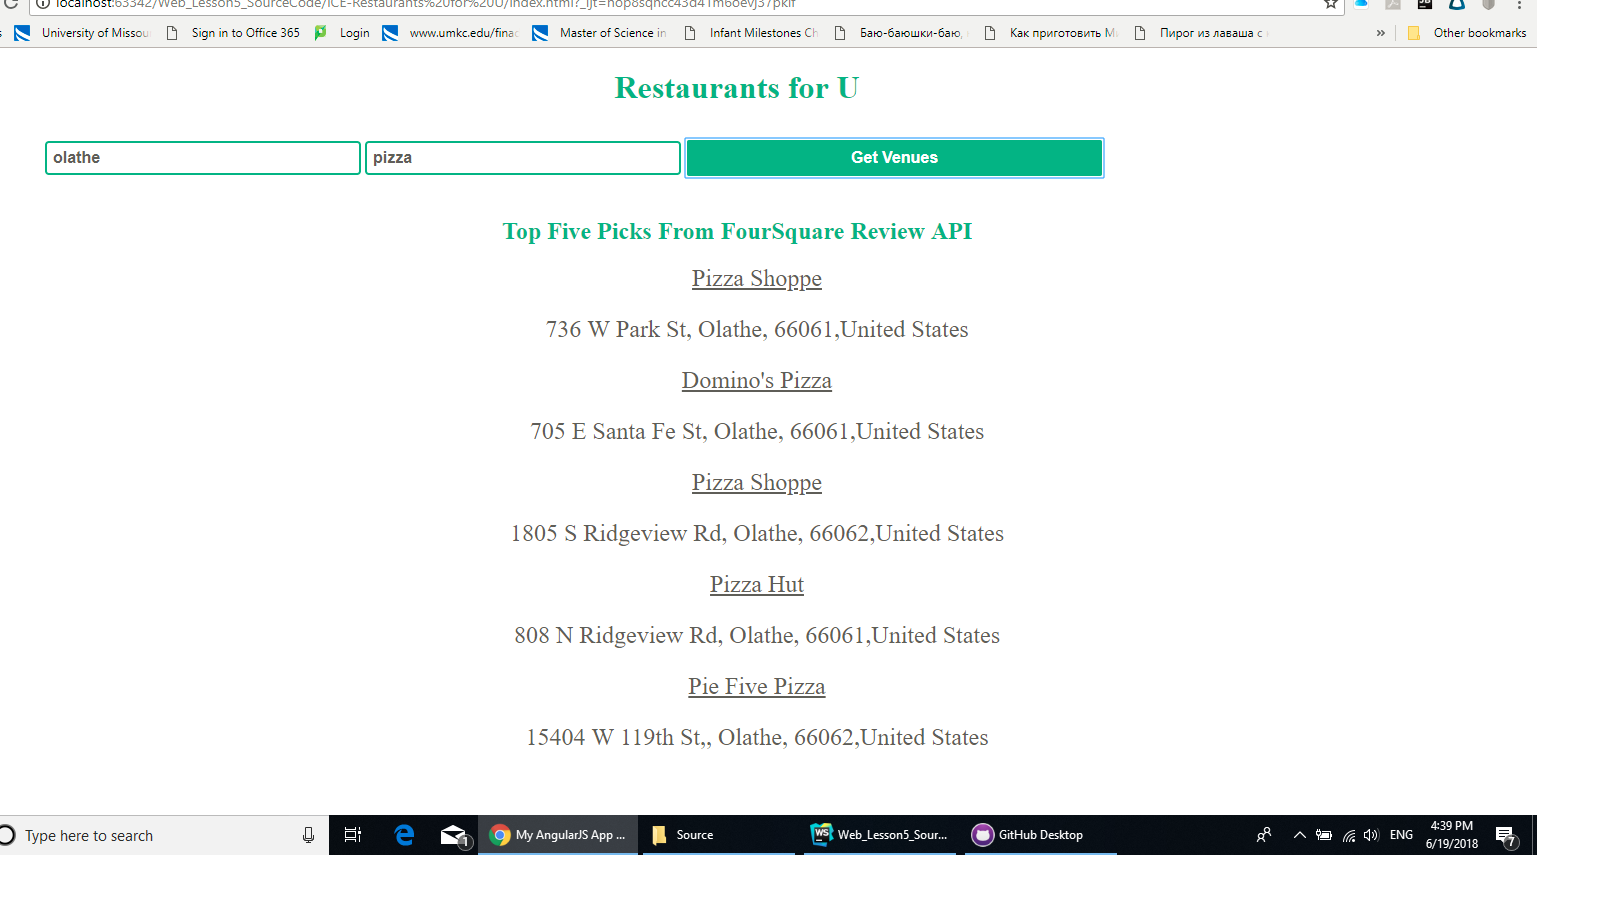 localhost:63342/Web_Lesson5_SourceCode/ICE-Restaurants%20for%20U/index.html?_ijt=
University of Missou Sign in to Office 365 Login www.umkc.edu/finac Master of Science in Infant Milestones Ch Баю-баюшки-баю, Как приготовить М Пирог из лаваша с » Other bookmarks
Restaurants for U
olathe pizza Get Venues
Top Five Picks From FourSquare Review API
Pizza Shoppe
736 W Park St, Olathe, 66061,United States
Domino's Pizza
705 E Santa Fe St, Olathe, 66061,United States
Pizza Shoppe
1805 S Ridgeview Rd, Olathe, 66062,United States
Pizza Hut
808 N Ridgeview Rd, Olathe, 66061,United States
Pie Five Pizza
15404 W 119th St,, Olathe, 66062,United States
Type here to search 1 My AngularJS App ... Source WS Web_Lesson5_Sour... GitHub Desktop ENG 4:39 PM 7
6/19/2018